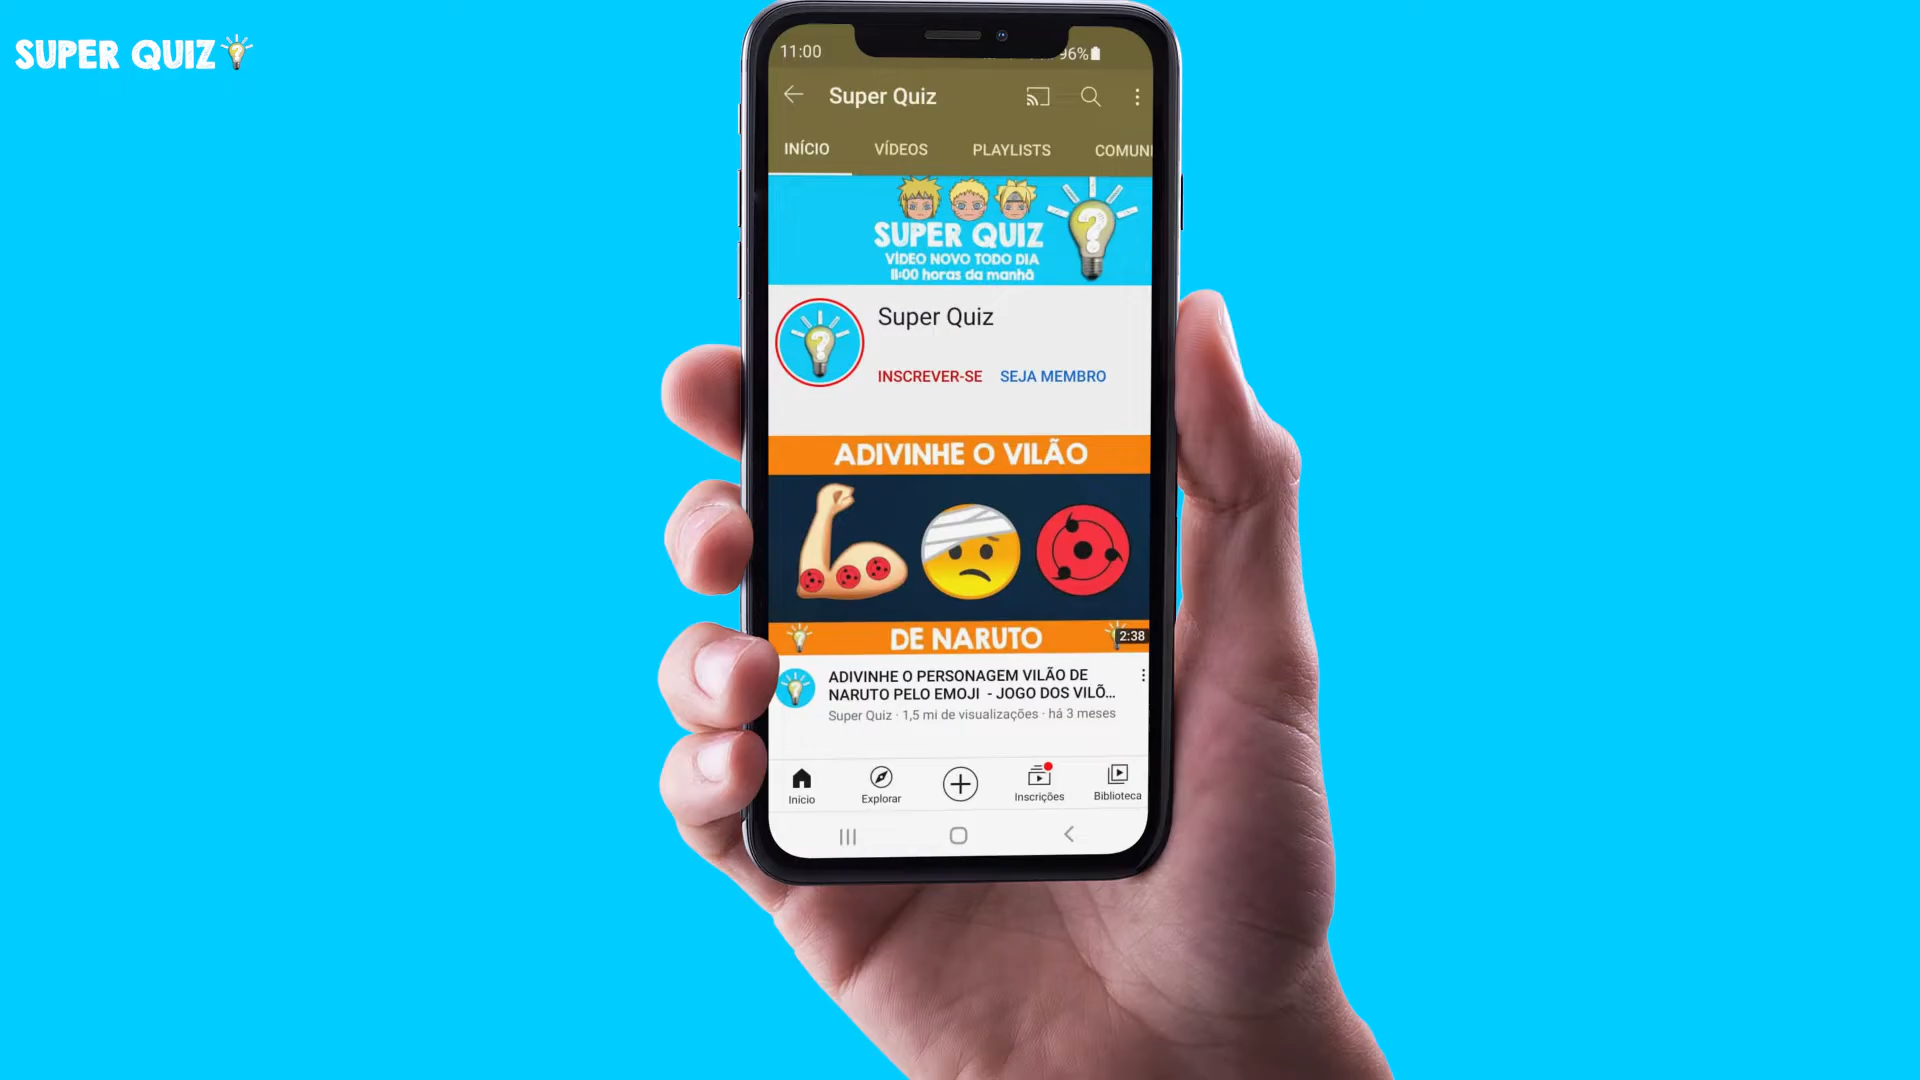 SUPER QUIZ
11:00
96%
Super Quiz
INÍCIO VÍDEOS PLAYLISTS COMUNI
SUPER QUIZ
VÍDEO NOVO TODO DIA
11:00 horas da manhã
Super Quiz
INSCREVER-SE SEJA MEMBRO
ADIVINHE O VILÃO
DE NARUTO
2:38
ADIVINHE O PERSONAGEM VILÃO DE
NARUTO PELO EMOJI - JOGO DOS VILÕ...
Super Quiz · 1,5 mi de visualizações · há 3 meses
Início Explorar Inscrições Biblioteca